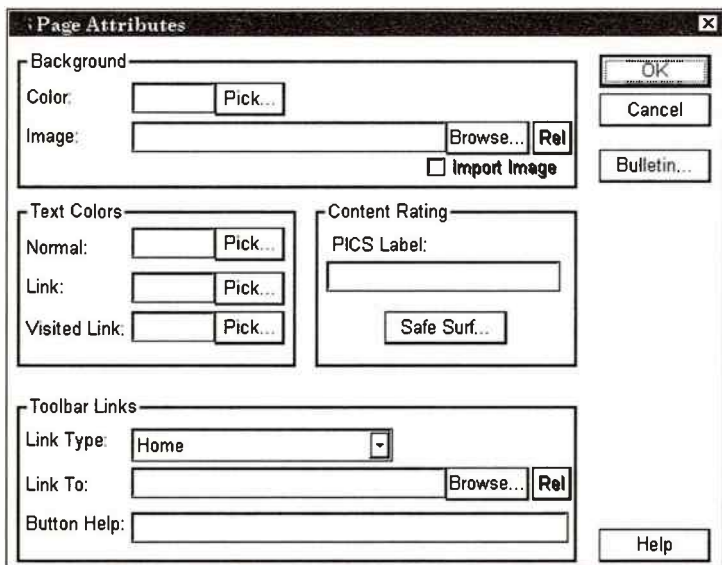 Page Attributes
Background
OK
Color: Pick...
Cancel
Image: Browse... Rel
Import Image
Bulletin...
Text Colors
Normal: Pick...
Link: Pick...
Visited Link: Pick...
Content Rating
PICS Label:
Safe Surf...
Toolbar Links
Link Type: Home
Link To: Browse... Rel
Button Help:
Help